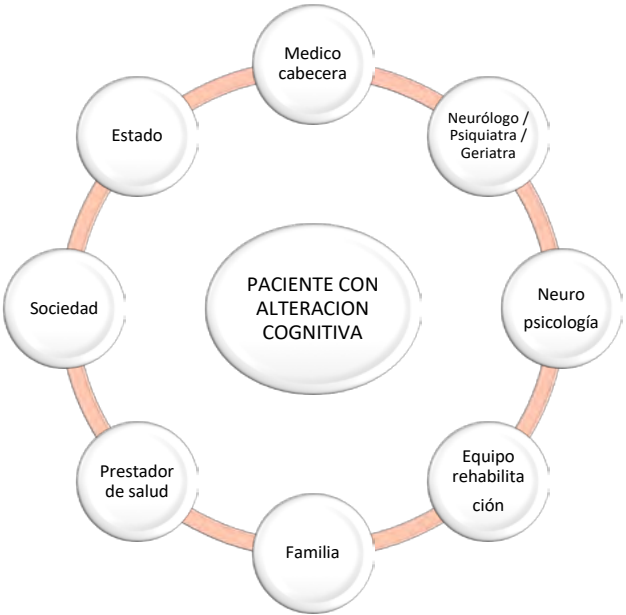 Medico
cabecera
Neurólogo /
Psiquiatra /
Geriatra
Neuro
psicología
Equipo
rehabilita
ción
Familia
Prestador
de salud
Sociedad
Estado
PACIENTE CON
ALTERACION
COGNITIVA